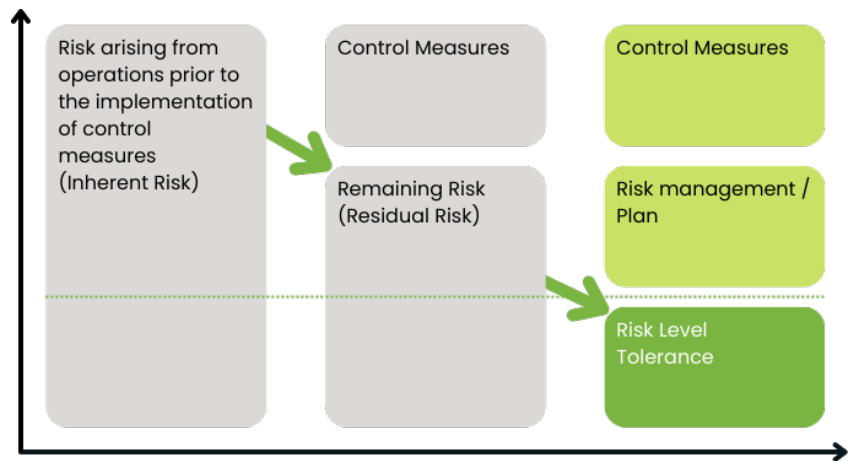 Risk arising from
operations prior to
the implementation
of control
measures
(Inherent Risk)
Control Measures
Remaining Risk
(Residual Risk)
Control Measures
Risk management /
Plan
Risk Level
Tolerance